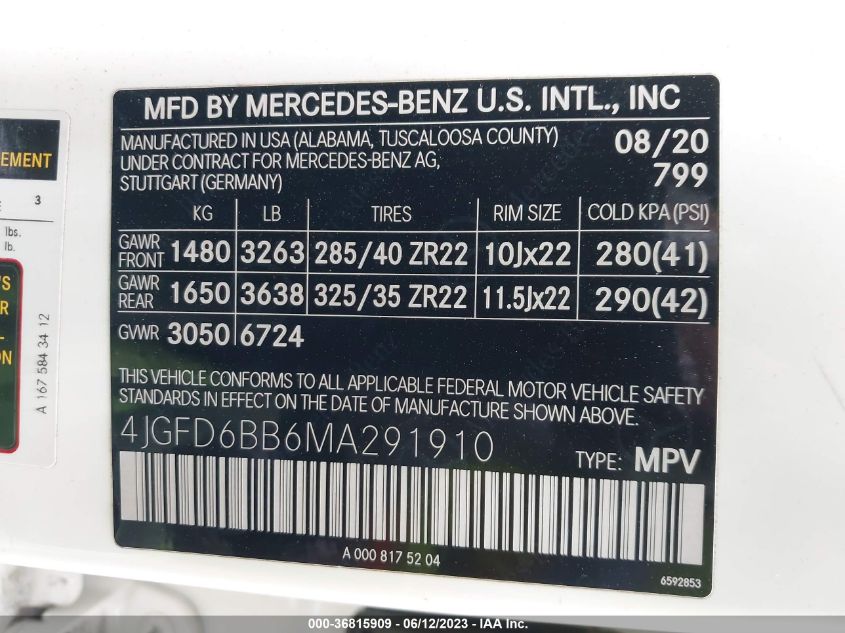 MFD BY MERCEDES-BENZ U.S. INTL., INC
MANUFACTURED IN USA (ALABAMA, TUSCALOOSA COUNTY) 08/20
UNDER CONTRACT FOR MERCEDES-BENZ AG, 799
STUTTGART (GERMANY)
KG LB TIRES RIM SIZE COLD KPA (PSI)
GAWR FRONT 1480 3263 285/40 ZR22 10Jx22 280(41)
GAWR REAR 1650 3638 325/35 ZR22 11.5Jx22 290(42)
GVWR 3050 6724
THIS VEHICLE CONFORMS TO ALL APPLICABLE FEDERAL MOTOR VEHICLE SAFETY
STANDARDS IN EFFECT ON THE DATE OF MANUFACTURE SHOWN ABOVE.
4JGFD6BB6MA291910 TYPE: MPV
A 000 817 52 04
6592853
EMENT
3
lbs.
lb.
'S
R
ON
A 167 584 34 12
000-36815909 - 06/12/2023 - IAA Inc.